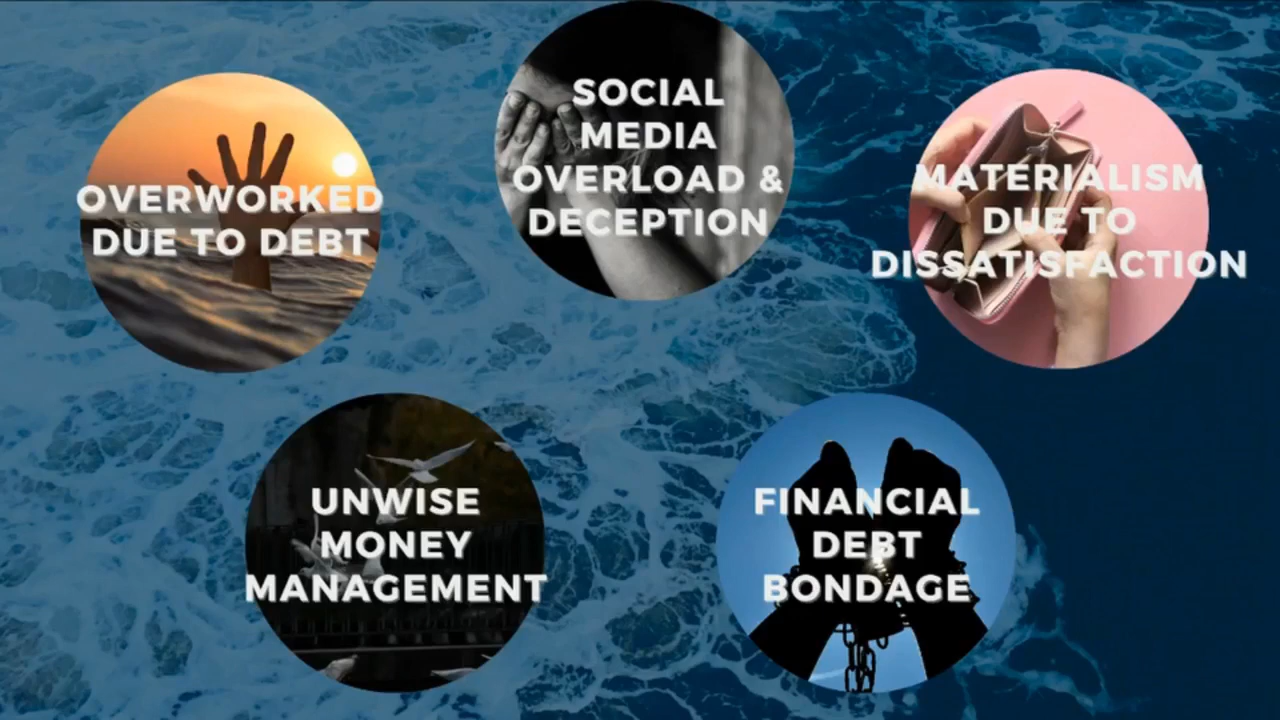 SOCIAL
MEDIA
OVERLOAD &
DECEPTION
OVERWORKED
DUE TO DEBT
MATERIALISM
DUE TO
DISSATISFACTION
UNWISE
MONEY
MANAGEMENT
FINANCIAL
DEBT
BONDAGE